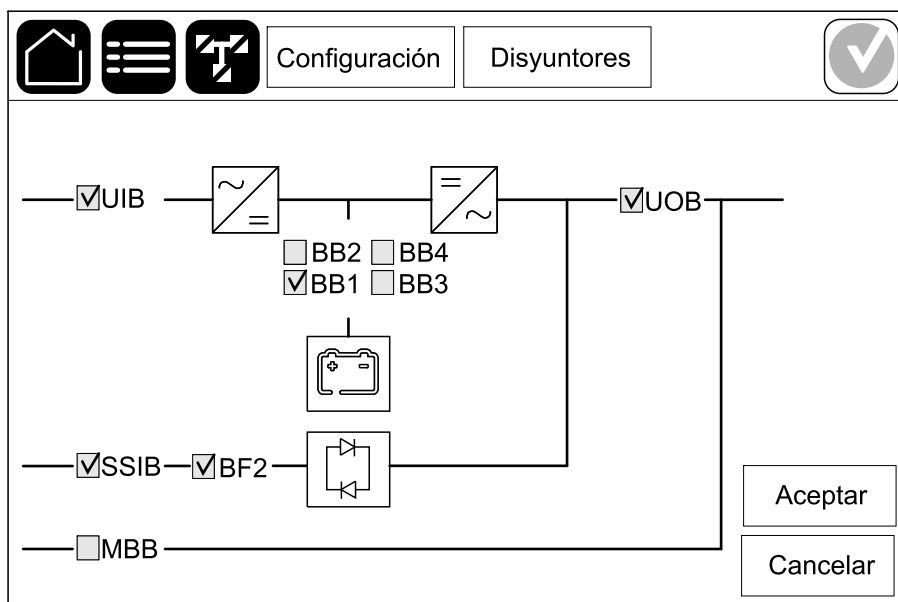 Configuración
Disyuntores
UIB
UOB
BB2 BB4
BB1 BB3
SSIB BF2
Aceptar
MBB
Cancelar